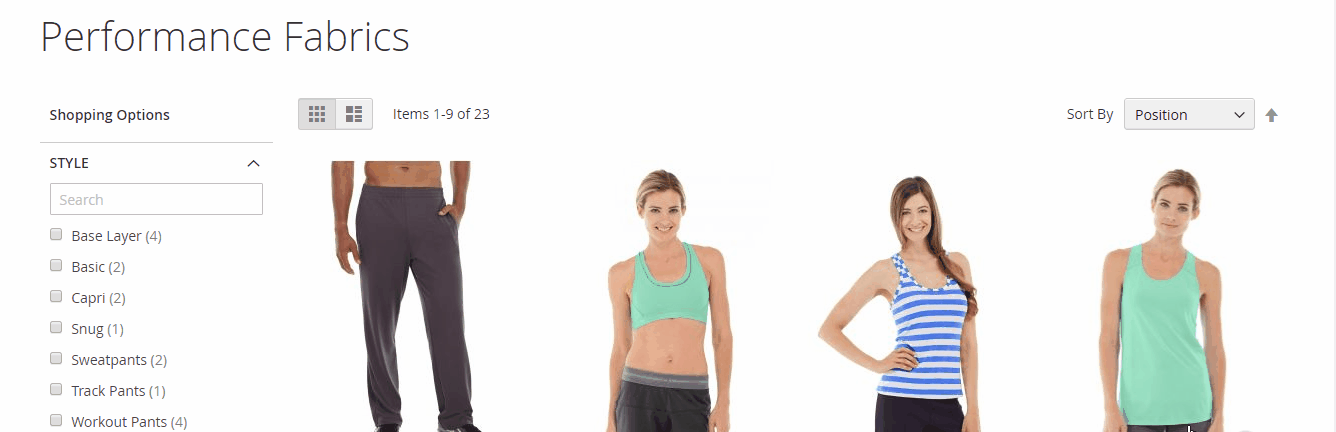 Performance Fabrics
Shopping Options
Items 1-9 of 23
Sort By
Position
STYLE
Search
Base Layer (4)
Basic (2)
Capri (2)
Snug (1)
Sweatpants (2)
Track Pants (1)
Workout Pants (4)